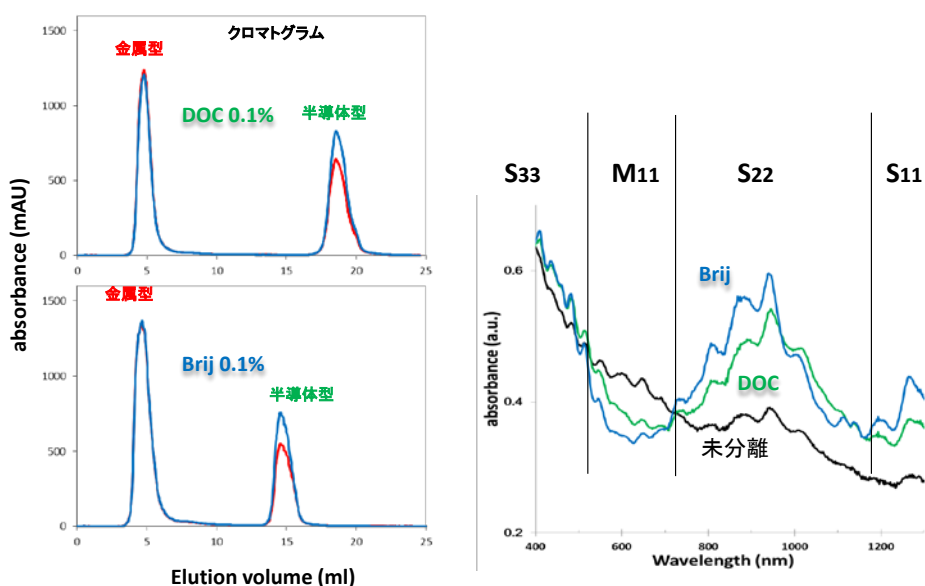 クロマトグラム
金属型
DOC 0.1%
半導体型
1500
1000
500
0
0 5 10 15 20 25
absorbance (mAU)
金属型
Brij 0.1%
半導体型
1500
1000
500
0
0 5 10 15 20 25
Elution volume (ml)
S33 M11 S22 S11
Brij
DOC
未分離
0.6
0.4
0.2
absorbance (a.u.)
400 600 800 1000 1200
Wavelength (nm)